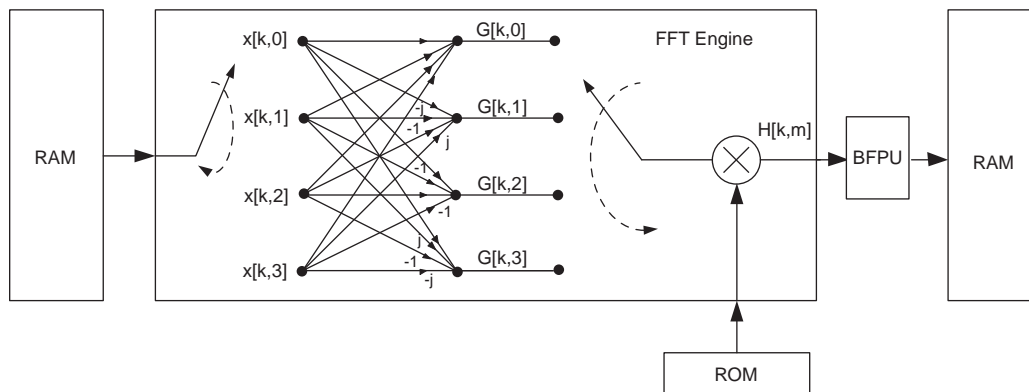 RAM
x[k,0]
x[k,1]
x[k,2]
x[k,3]
-j
-1
j
-1
-1
j
-1
-j
G[k,0]
G[k,1]
G[k,2]
G[k,3]
FFT Engine
H[k,m]
BFPU
RAM
ROM